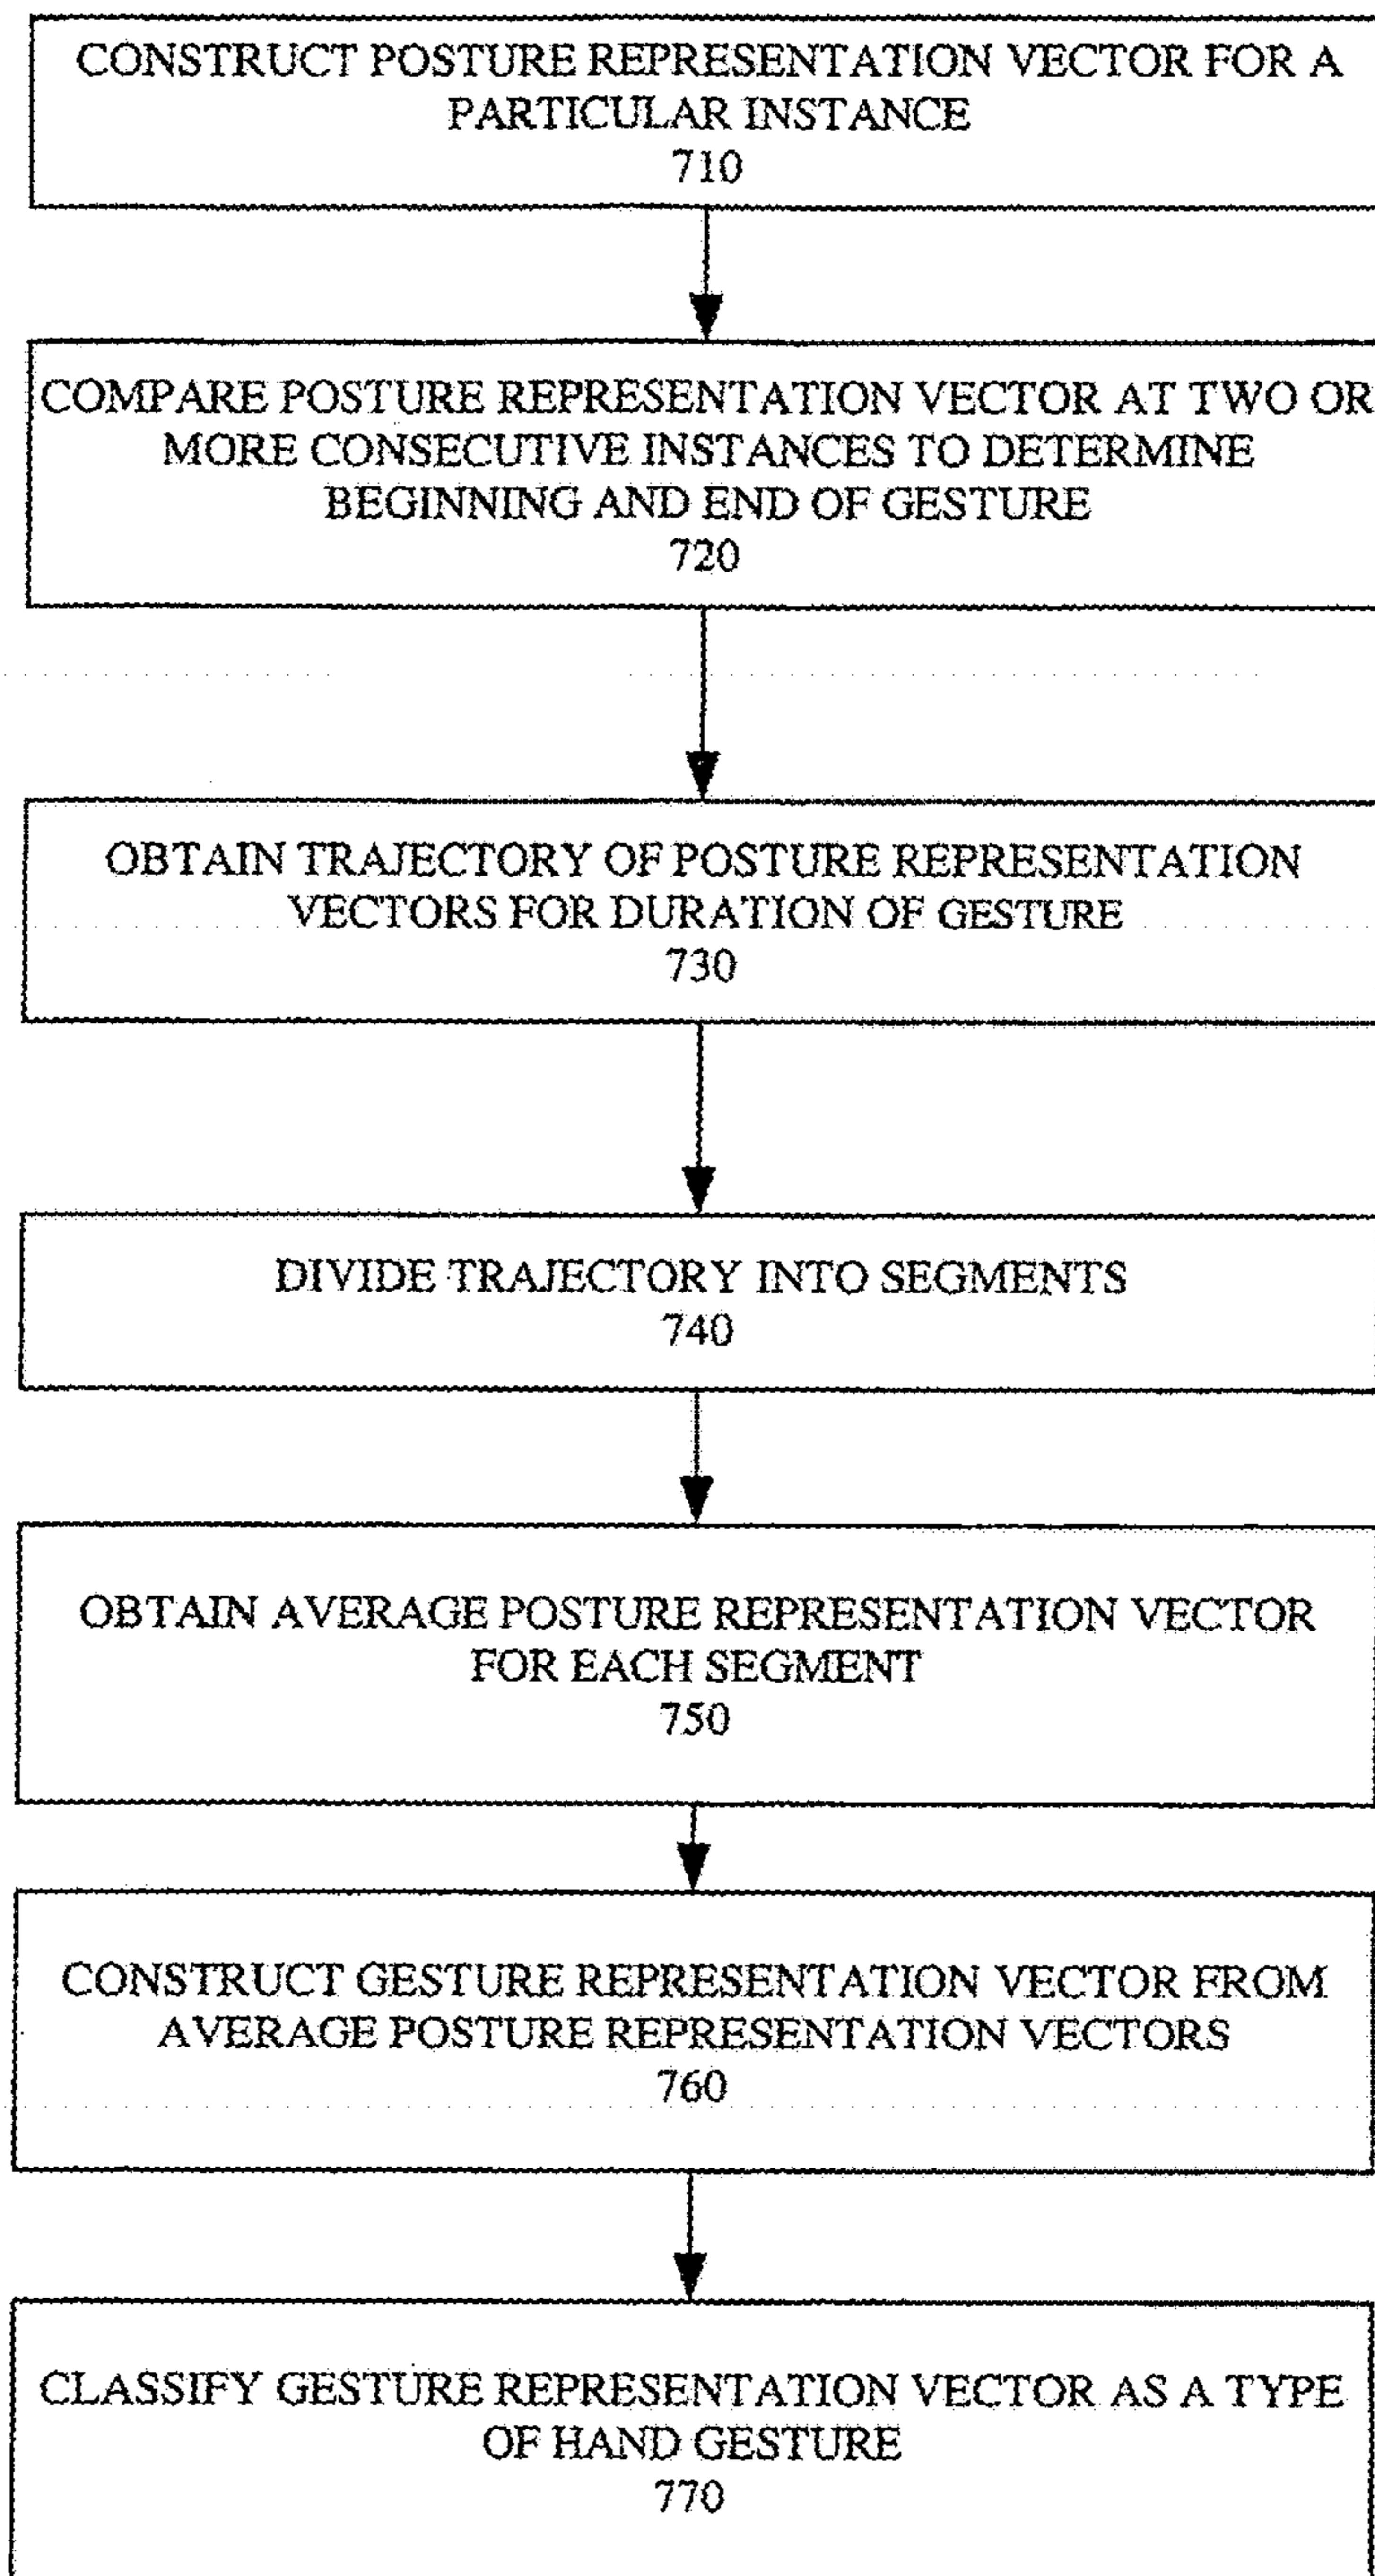 CONSTRUCT POSTURE REPRESENTATION VECTOR FOR A
PARTICULAR INSTANCE
710
COMPARE POSTURE REPRESENTATION VECTOR AT TWO OR
MORE CONSECUTIVE INSTANCES TO DETERMINE
BEGINNING AND END OF GESTURE
720
OBTAIN TRAJECTORY OF POSTURE REPRESENTATION
VECTORS FOR DURATION OF GESTURE
730
DIVIDE TRAJECTORY INTO SEGMENTS
740
OBTAIN AVERAGE POSTURE REPRESENTATION VECTOR
FOR EACH SEGMENT
750
CONSTRUCT GESTURE REPRESENTATION VECTOR FROM
AVERAGE POSTURE REPRESENTATION VECTORS
760
CLASSIFY GESTURE REPRESENTATION VECTOR AS A TYPE
OF HAND GESTURE
770